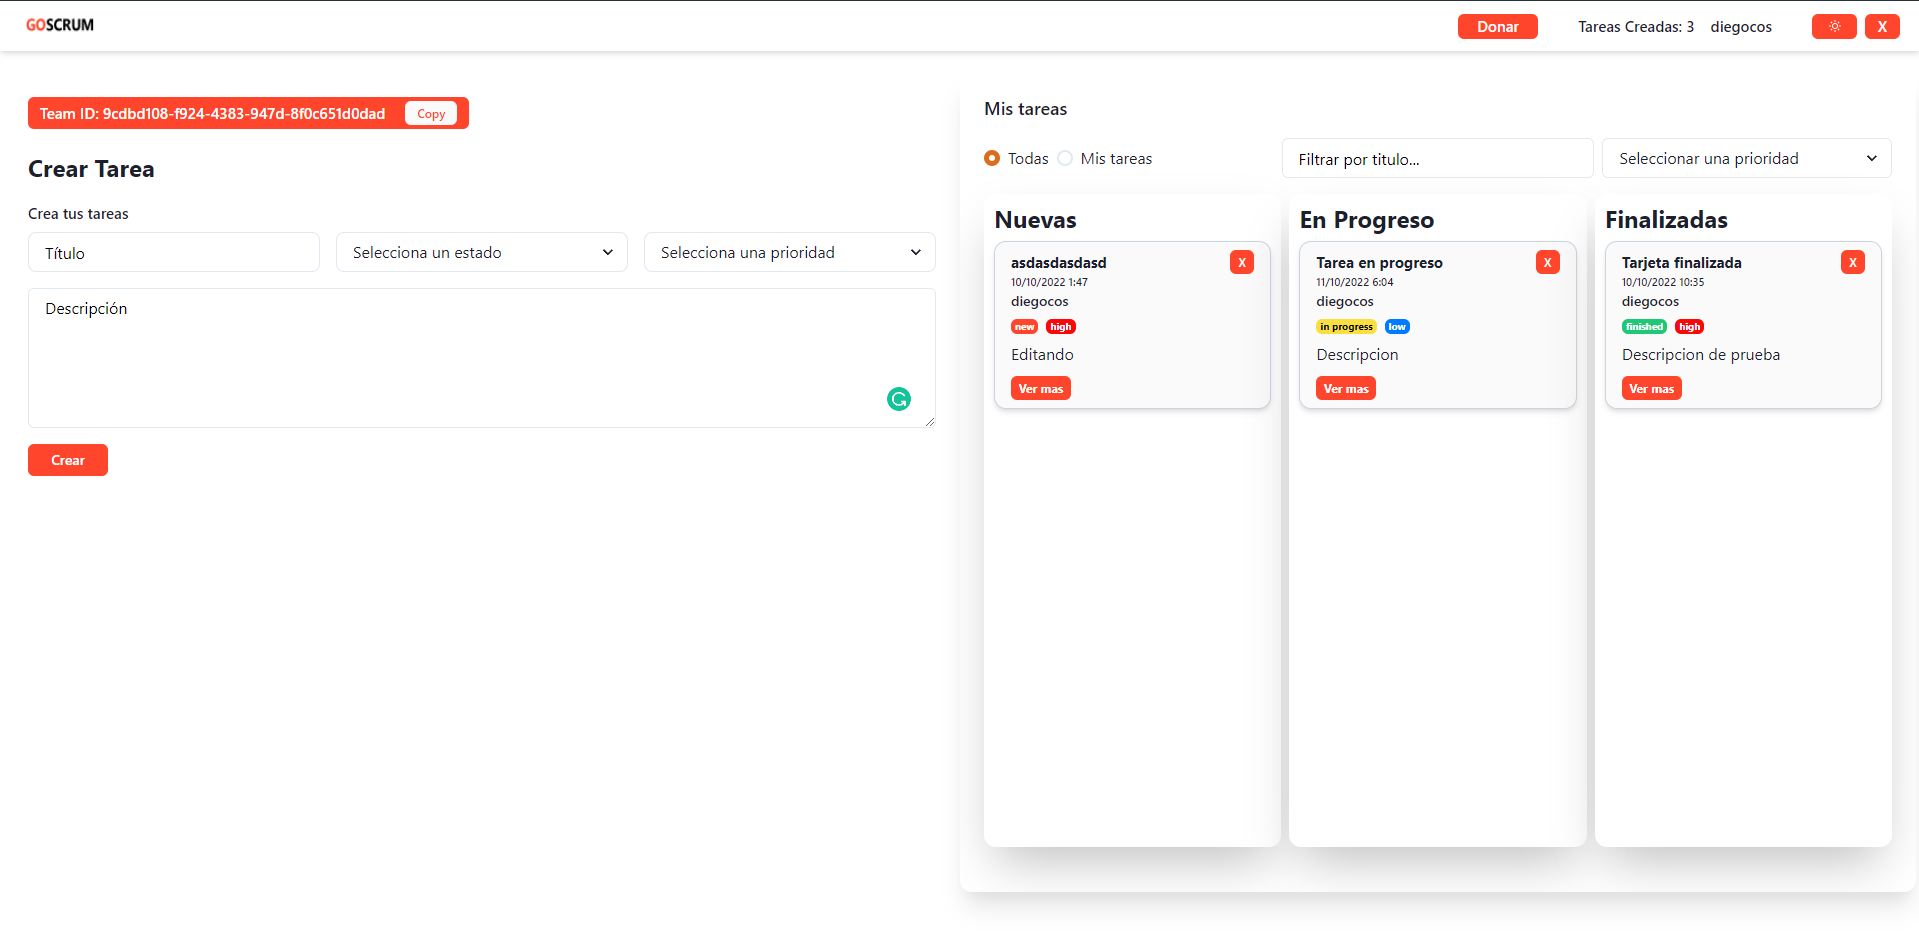 GOSCRUM
Donar
Tareas Creadas: 3
diegocos
X
Team ID: 9cdbd108-f924-4383-947d-8f0c651d0dad
Copy
Crear Tarea
Crea tus tareas
Título
Selecciona un estado
Selecciona una prioridad
Descripción
Crear
Mis tareas
Todas
Mis tareas
Filtrar por titulo...
Seleccionar una prioridad
Nuevas
asdasdasdasd
X
10/10/2022 1:47
diegocos
new
high
Editando
Ver mas
En Progreso
Tarea en progreso
X
11/10/2022 6:04
diegocos
in progress
low
Descripcion
Ver mas
Finalizadas
Tarjeta finalizada
X
10/10/2022 10:35
diegocos
finished
high
Descripcion de prueba
Ver mas